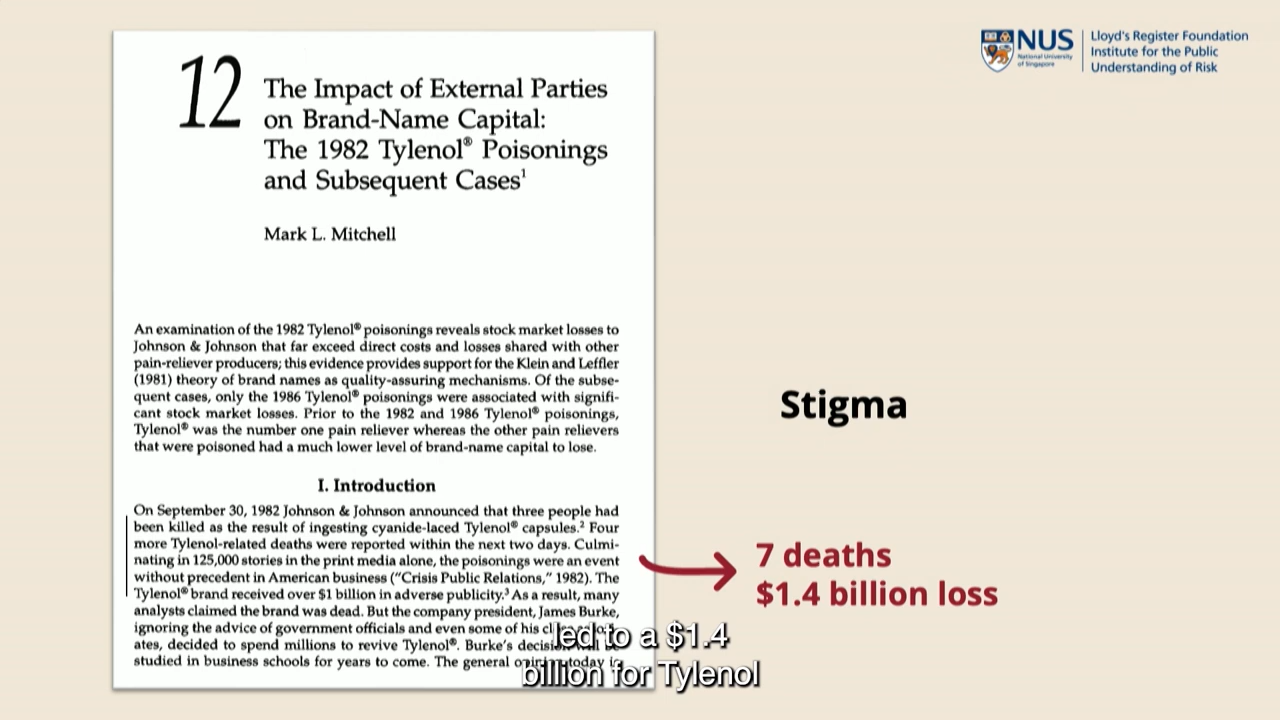 12
The Impact of External Parties
on Brand-Name Capital:
The 1982 Tylenol® Poisonings
and Subsequent Cases¹
Mark L. Mitchell
An examination of the 1982 Tylenol® poisonings reveals stock market losses to
Johnson & Johnson that far exceed direct costs and losses shared with other
pain-reliever producers; this evidence provides support for the Klein and Leffler
(1981) theory of brand names as quality-assuring mechanisms. Of the subse-
quent cases, only the 1986 Tylenol® poisonings were associated with signifi-
cant stock market losses. Prior to the 1982 and 1986 Tylenol® poisonings,
Tylenol® was the number one pain reliever whereas the other pain relievers
that were poisoned had a much lower level of brand-name capital to lose.
I. Introduction
On September 30, 1982 Johnson & Johnson announced that three people had
been killed as the result of ingesting cyanide-laced Tylenol® capsules.² Four
more Tylenol-related deaths were reported within the next two days. Culmi-
nating in 125,000 stories in the print media alone, the poisonings were an event
without precedent in American business ("Crisis Public Relations," 1982). The
Tylenol® brand received over $1 billion in adverse publicity.³ As a result, many
analysts claimed the brand was dead. But the company president, James Burke,
ignoring the advice of government officials and even some of his
ates, decided to spend millions to revive Tylenol®. Burke's
studied in business schools for years to come. The general today
NUS
National University
of Singapore
Lloyd's Register Foundation
Institute for the Public
Understanding of Risk
Stigma
7 deaths
$1.4 billion loss
led to a $1.4
billion for Tylenol